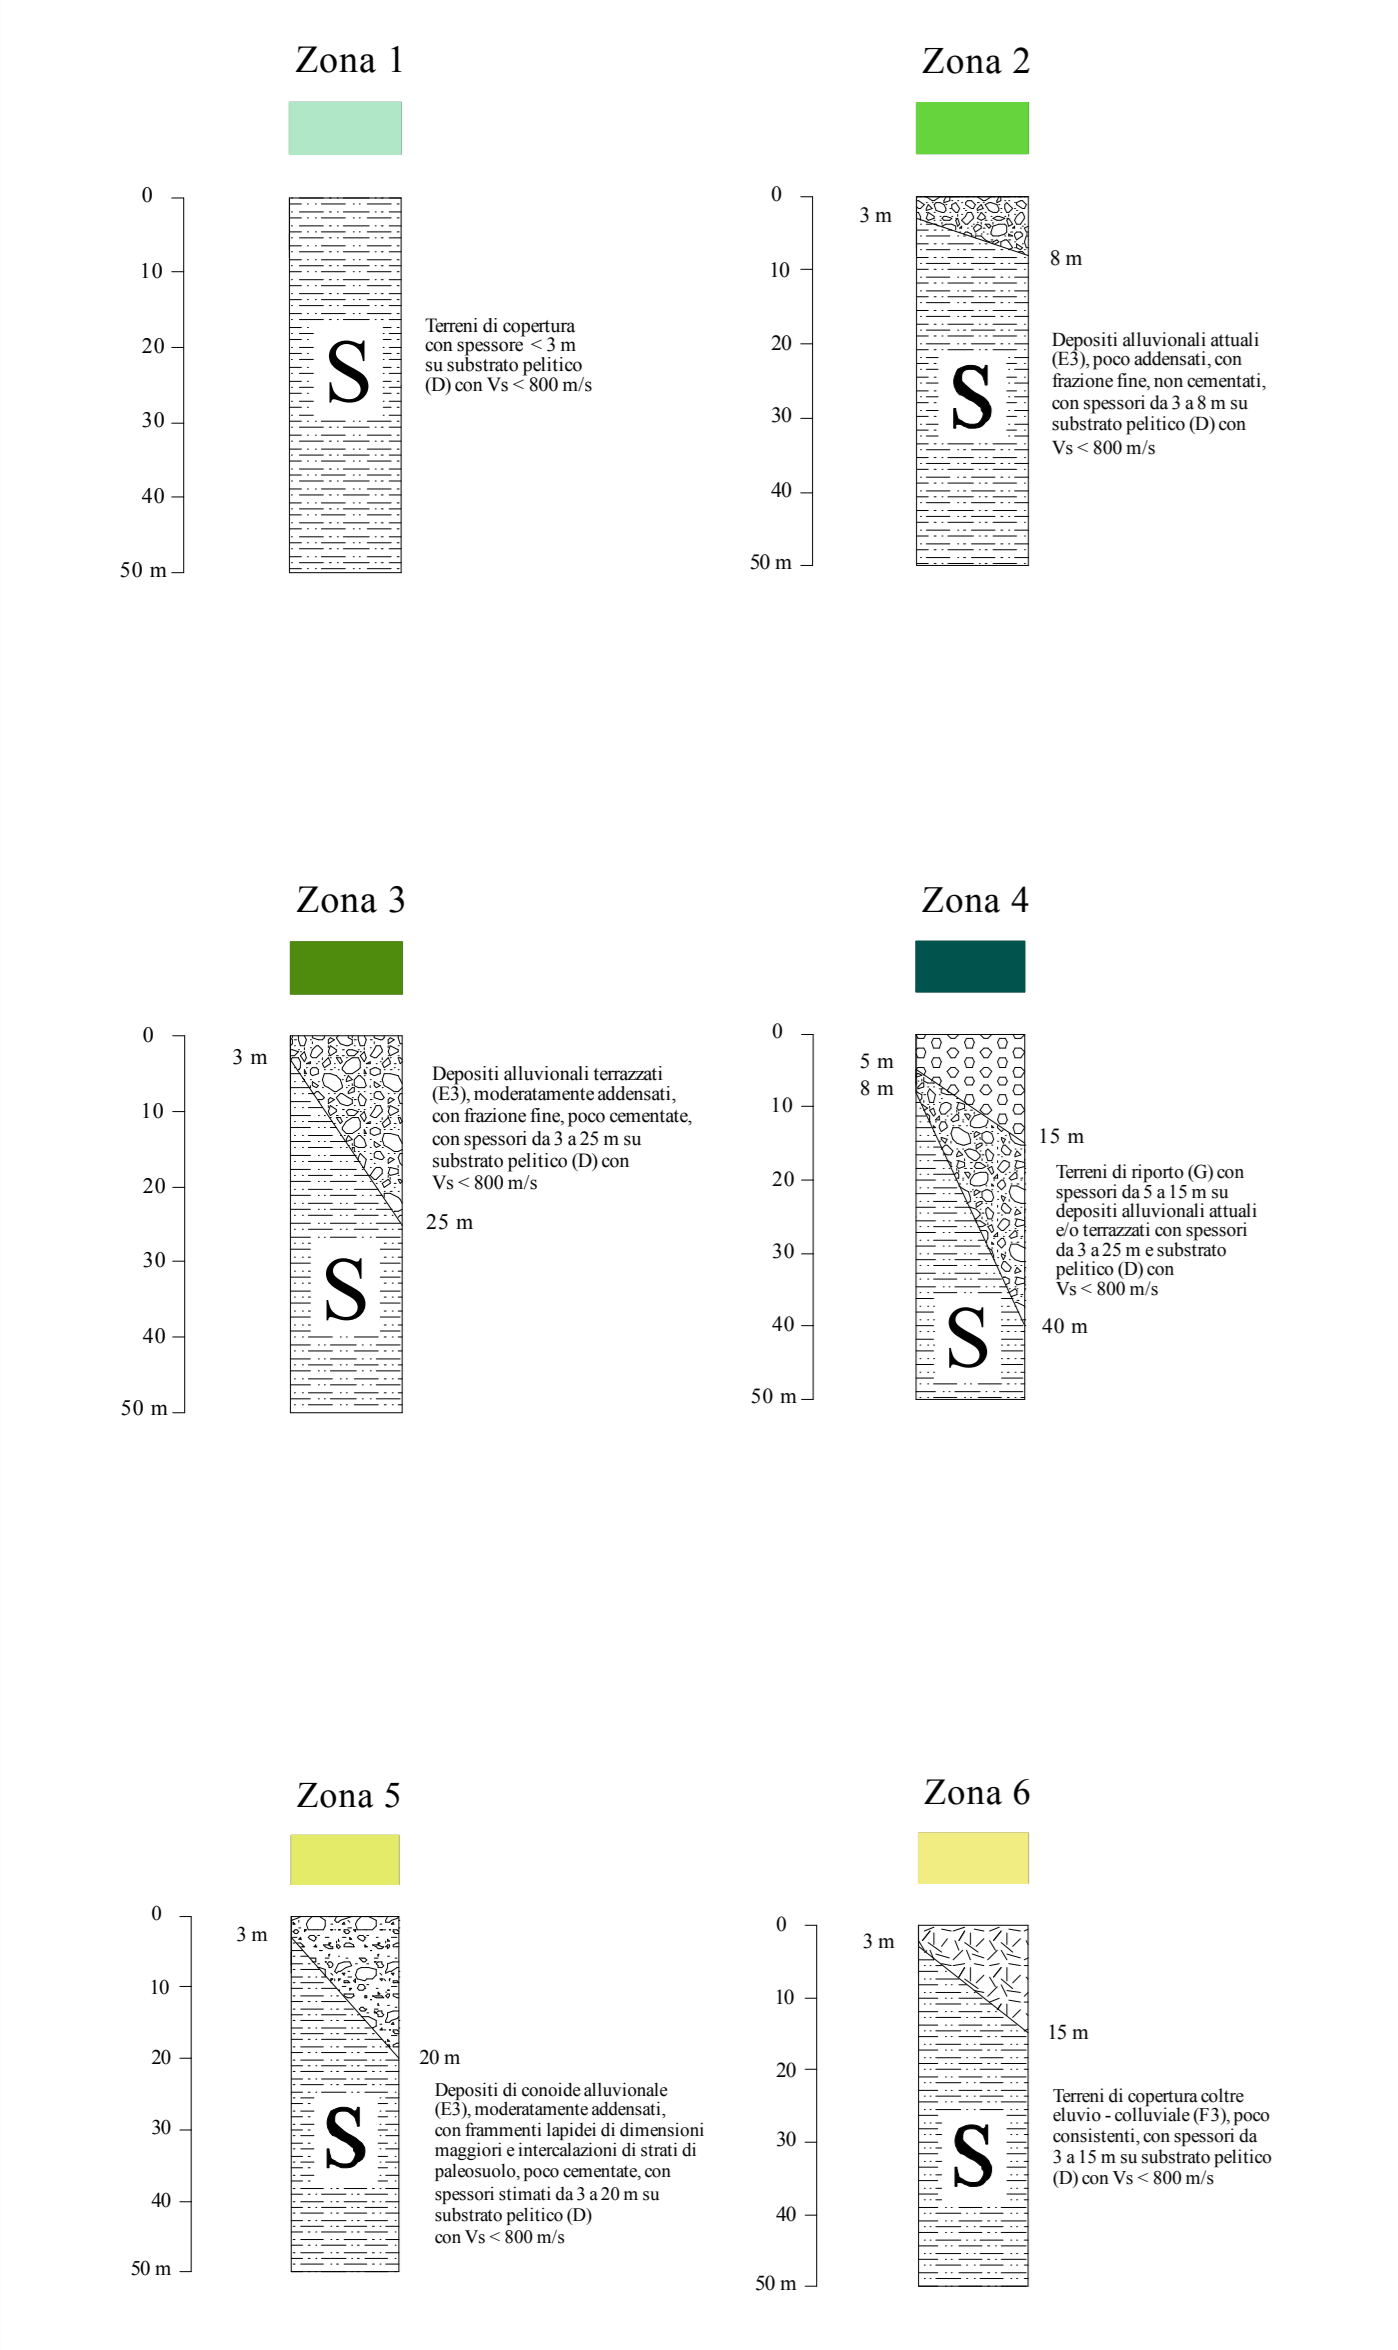 Zona 1
0
10
20
30
40
50 m
S
Terreni di copertura
con spessore < 3 m
su substrato pelitico
(D) con Vs < 800 m/s
Zona 2
0
10
20
30
40
50 m
3 m
8 m
S
Depositi alluvionali attuali
(E3), poco addensati, con
frazione fine, non cementati,
con spessori da 3 a 8 m su
substrato pelitico (D) con
Vs < 800 m/s
Zona 3
0
10
20
30
40
50 m
3 m
25 m
S
Depositi alluvionali terrazzati
(E3), moderatamente addensati,
con frazione fine, poco cementate,
con spessori da 3 a 25 m su
substrato pelitico (D) con
Vs < 800 m/s
Zona 4
0
10
20
30
40
50 m
5 m
8 m
15 m
40 m
S
Terreni di riporto (G) con
spessori da 5 a 15 m su
depositi alluvionali attuali
e/o terrazzati con spessori
da 3 a 25 m e substrato
pelitico (D) con
Vs < 800 m/s
Zona 5
0
10
20
30
40
50 m
3 m
20 m
S
Depositi di conoide alluvionale
(E3), moderatamente addensati,
con frammenti lapidei di dimensioni
maggiori e intercalazioni di strati di
paleosuolo, poco cementate, con
spessori stimati da 3 a 20 m su
substrato pelitico (D)
con Vs < 800 m/s
Zona 6
0
10
20
30
40
50 m
3 m
15 m
S
Terreni di copertura coltre
eluvio - colluviale (F3), poco
consistenti, con spessori da
3 a 15 m su substrato pelitico
(D) con Vs < 800 m/s